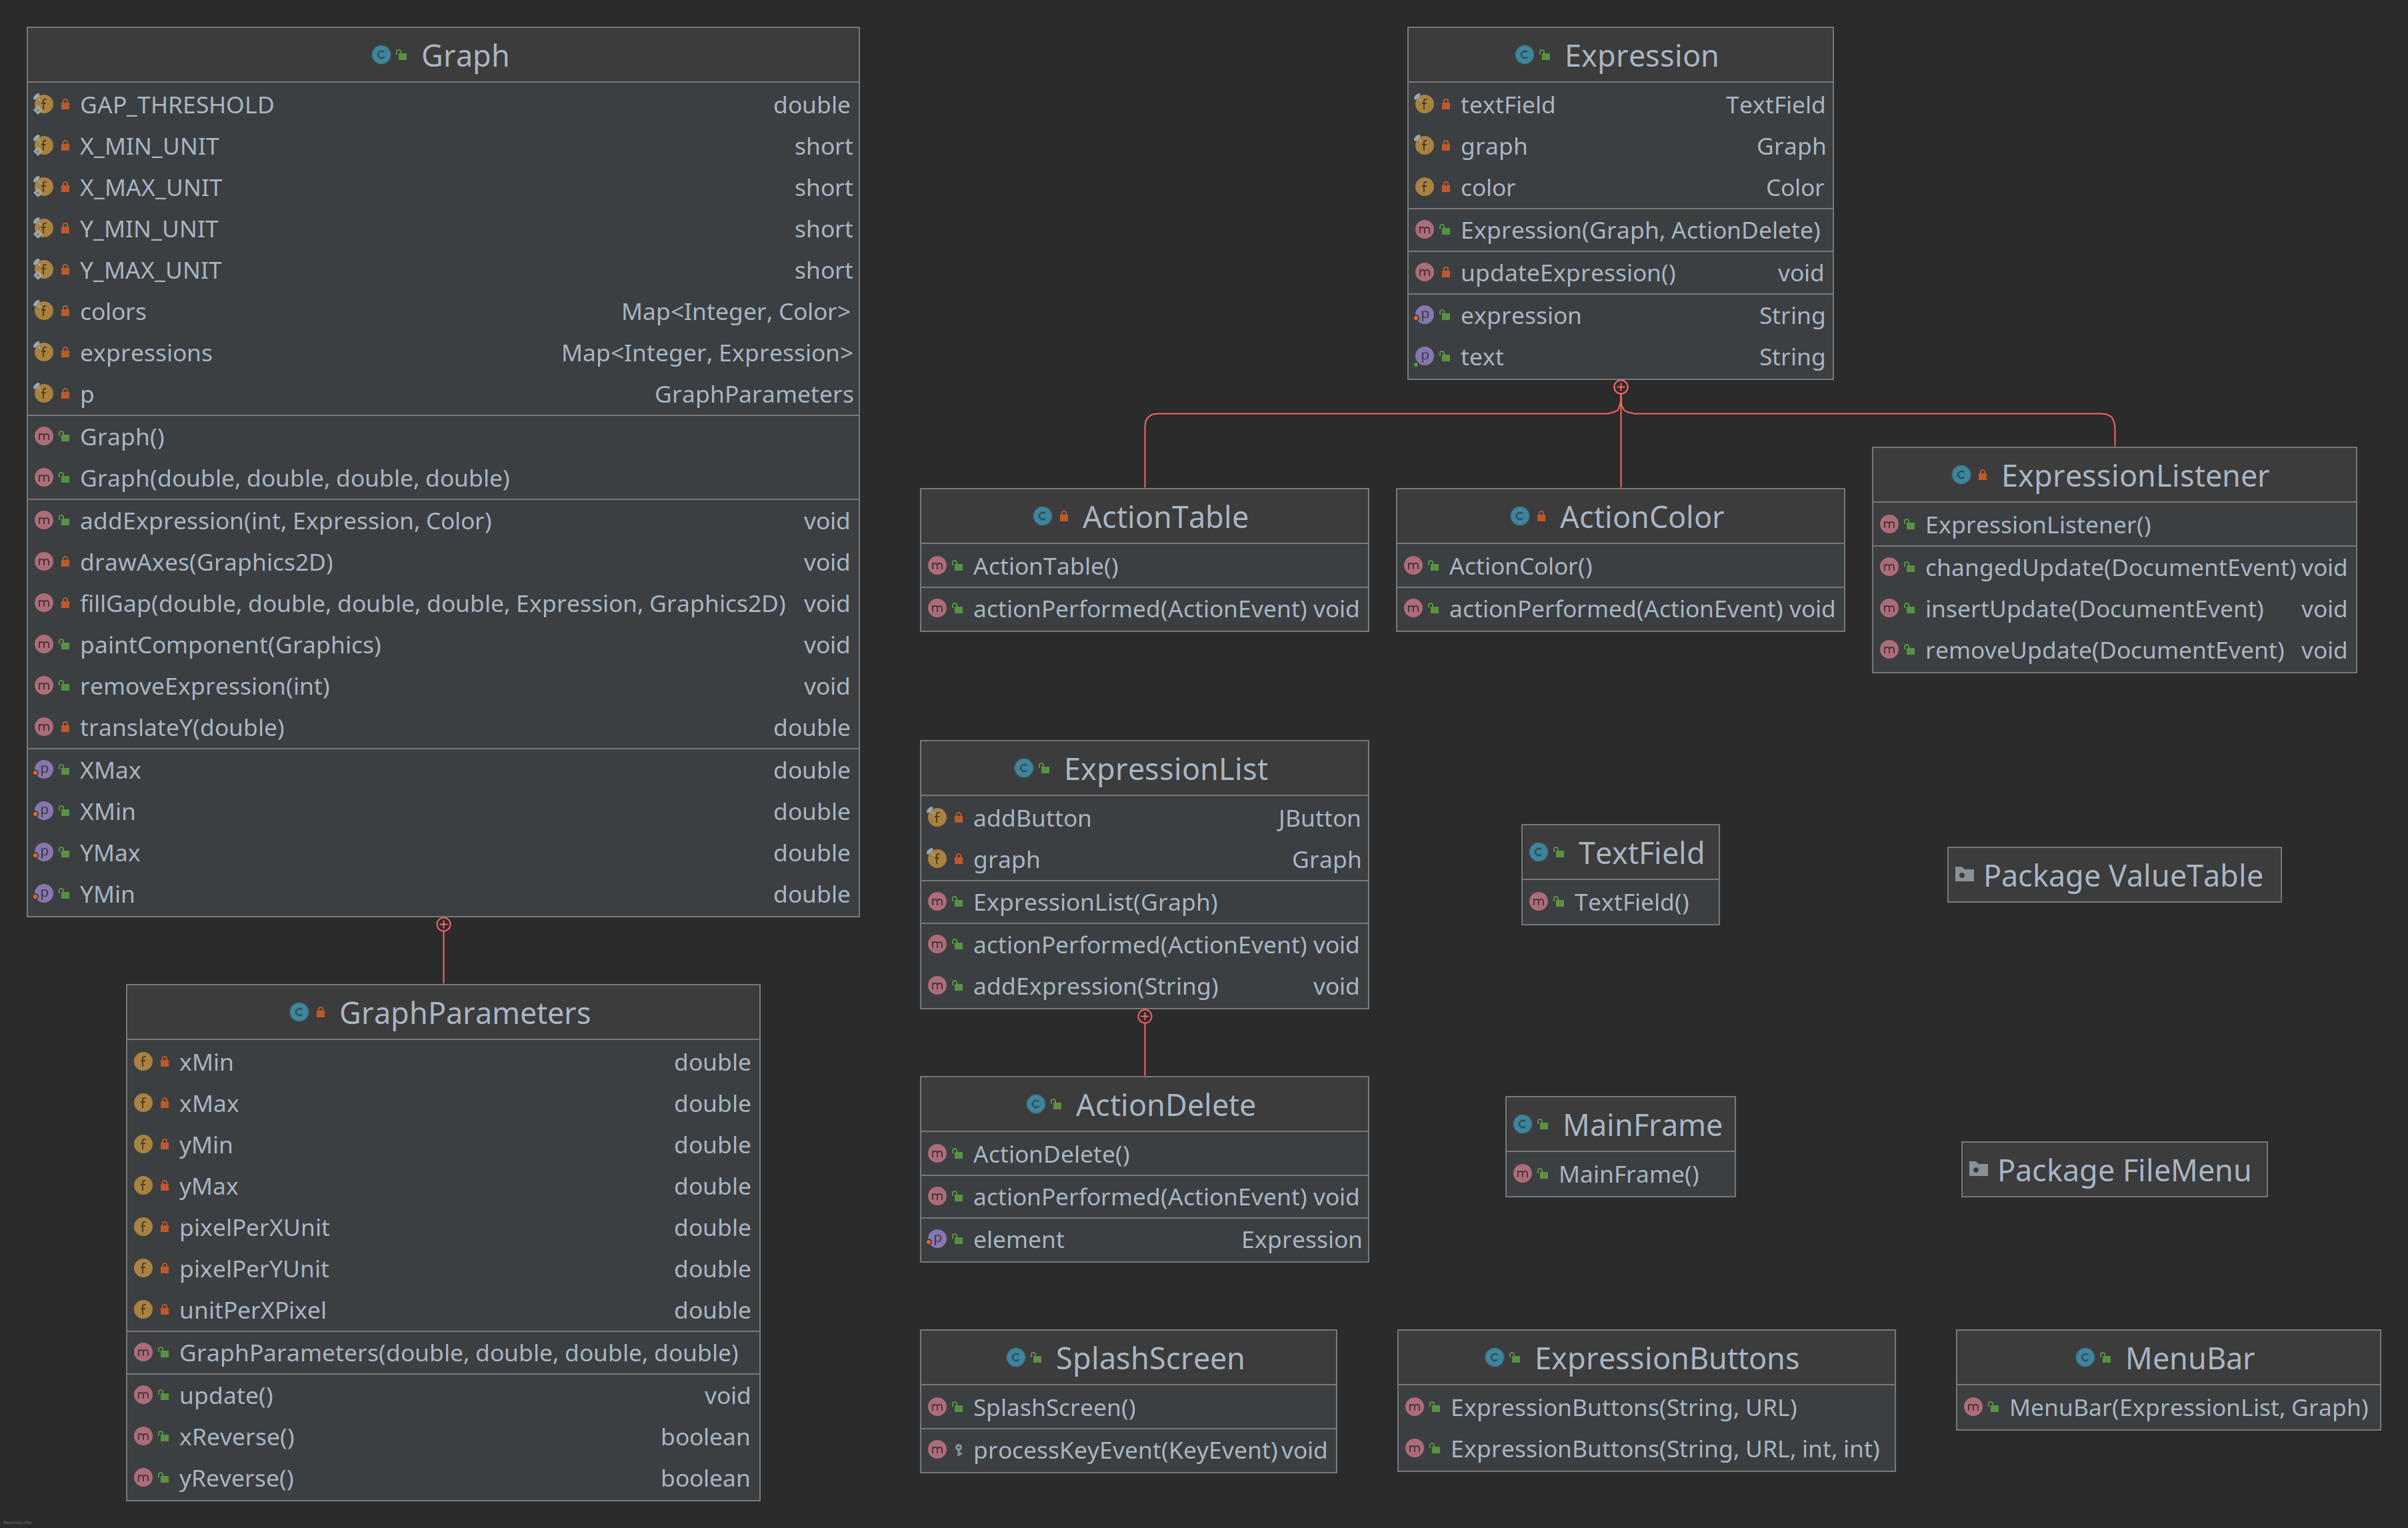 Graph
GAP_THRESHOLD double
X_MIN_UNIT short
X_MAX_UNIT short
Y_MIN_UNIT short
Y_MAX_UNIT short
colors Map<Integer, Color>
expressions Map<Integer, Expression>
p GraphParameters
Graph()
Graph(double, double, double, double)
addExpression(int, Expression, Color) void
drawAxes(Graphics2D) void
fillGap(double, double, double, double, Expression, Graphics2D) void
paintComponent(Graphics) void
removeExpression(int) void
translateY(double) double
XMax double
XMin double
YMax double
YMin double
GraphParameters
xMin double
xMax double
yMin double
yMax double
pixelPerXUnit double
pixelPerYUnit double
unitPerXPixel double
GraphParameters(double, double, double, double)
update() void
xReverse() boolean
yReverse() boolean
Expression
textField TextField
graph Graph
color Color
Expression(Graph, ActionDelete)
updateExpression() void
expression String
text String
ActionTable
ActionTable()
actionPerformed(ActionEvent) void
ActionColor
ActionColor()
actionPerformed(ActionEvent) void
ExpressionListener
ExpressionListener()
changedUpdate(DocumentEvent) void
insertUpdate(DocumentEvent) void
removeUpdate(DocumentEvent) void
ExpressionList
addButton JButton
graph Graph
ExpressionList(Graph)
actionPerformed(ActionEvent) void
addExpression(String) void
TextField
TextField()
Package ValueTable
ActionDelete
ActionDelete()
actionPerformed(ActionEvent) void
element Expression
MainFrame
MainFrame()
Package FileMenu
SplashScreen
SplashScreen()
processKeyEvent(KeyEvent) void
ExpressionButtons
ExpressionButtons(String, URL)
ExpressionButtons(String, URL, int, int)
MenuBar
MenuBar(ExpressionList, Graph)